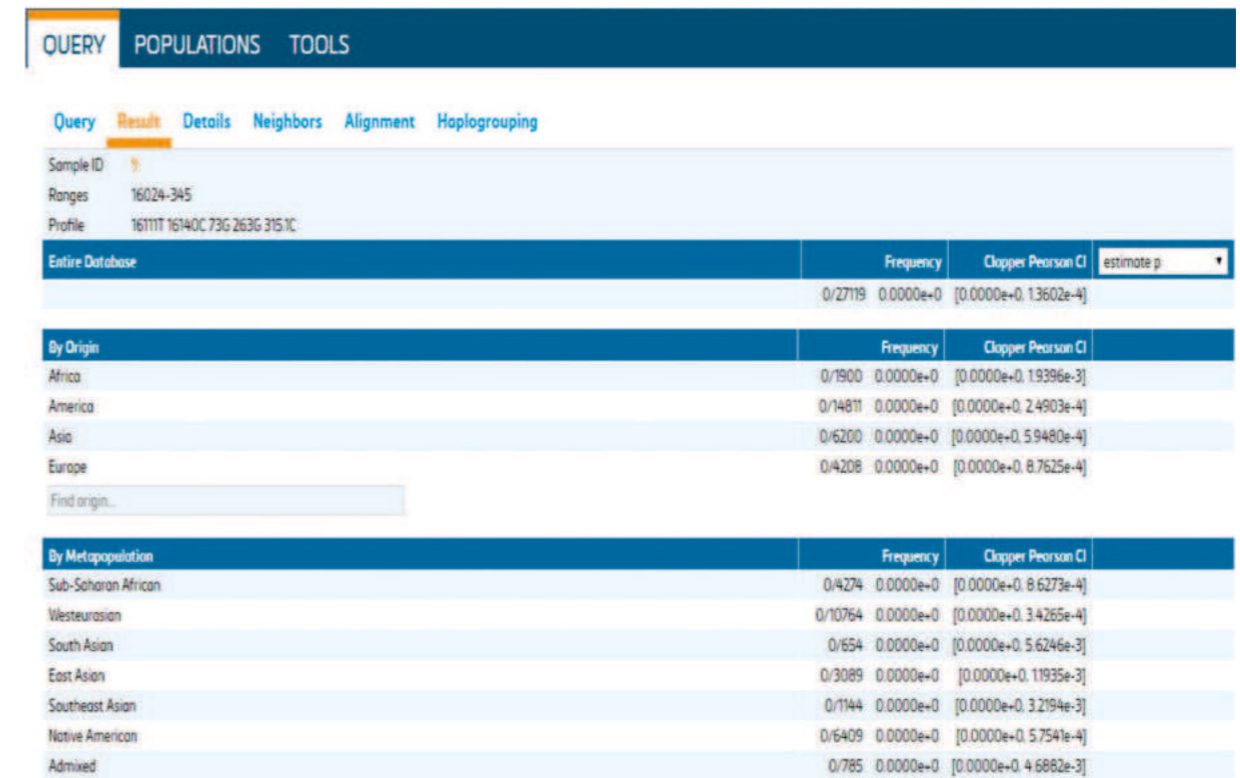 QUERY POPULATIONS TOOLS
Query Result Details Neighbors Alignment Haplogrouping
Sample ID 9
Ranges 16024-345
Profile 16111T 16140C 73G 263G 315.1C
Entire Database Frequency Clopper Pearson CI estimate p
0/27119 0.0000e+0 [0.0000e+0, 1.3602e-4]
By Origin Frequency Clopper Pearson CI
Africa 0/1900 0.0000e+0 [0.0000e+0, 1.9396e-3]
America 0/14811 0.0000e+0 [0.0000e+0, 2.4903e-4]
Asia 0/6200 0.0000e+0 [0.0000e+0, 5.9480e-4]
Europe 0/4208 0.0000e+0 [0.0000e+0, 8.7625e-4]
Find origin...
By Metapopulation Frequency Clopper Pearson CI
Sub-Saharan African 0/4274 0.0000e+0 [0.0000e+0, 8.6273e-4]
Westeurasian 0/10764 0.0000e+0 [0.0000e+0, 3.4265e-4]
South Asian 0/654 0.0000e+0 [0.0000e+0, 5.6246e-3]
East Asian 0/3089 0.0000e+0 [0.0000e+0, 1.1935e-3]
Southeast Asian 0/1144 0.0000e+0 [0.0000e+0, 3.2194e-3]
Native American 0/6409 0.0000e+0 [0.0000e+0, 5.7541e-4]
Admixed 0/785 0.0000e+0 [0.0000e+0, 4.6882e-3]